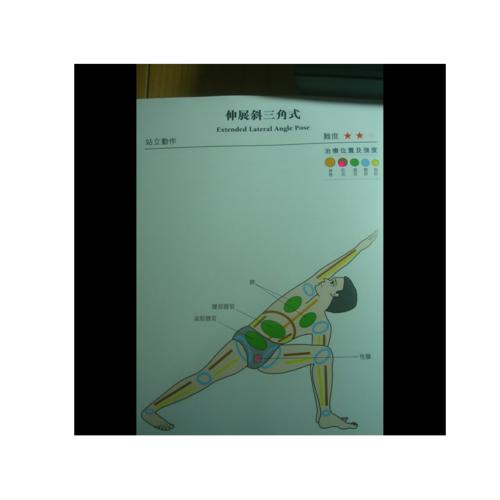 伸展斜三角式
Extended Lateral Angle Pose
站立動作
難度 ★★
治療位置及強度
肺
腰部器官
盆腔器官
性腺